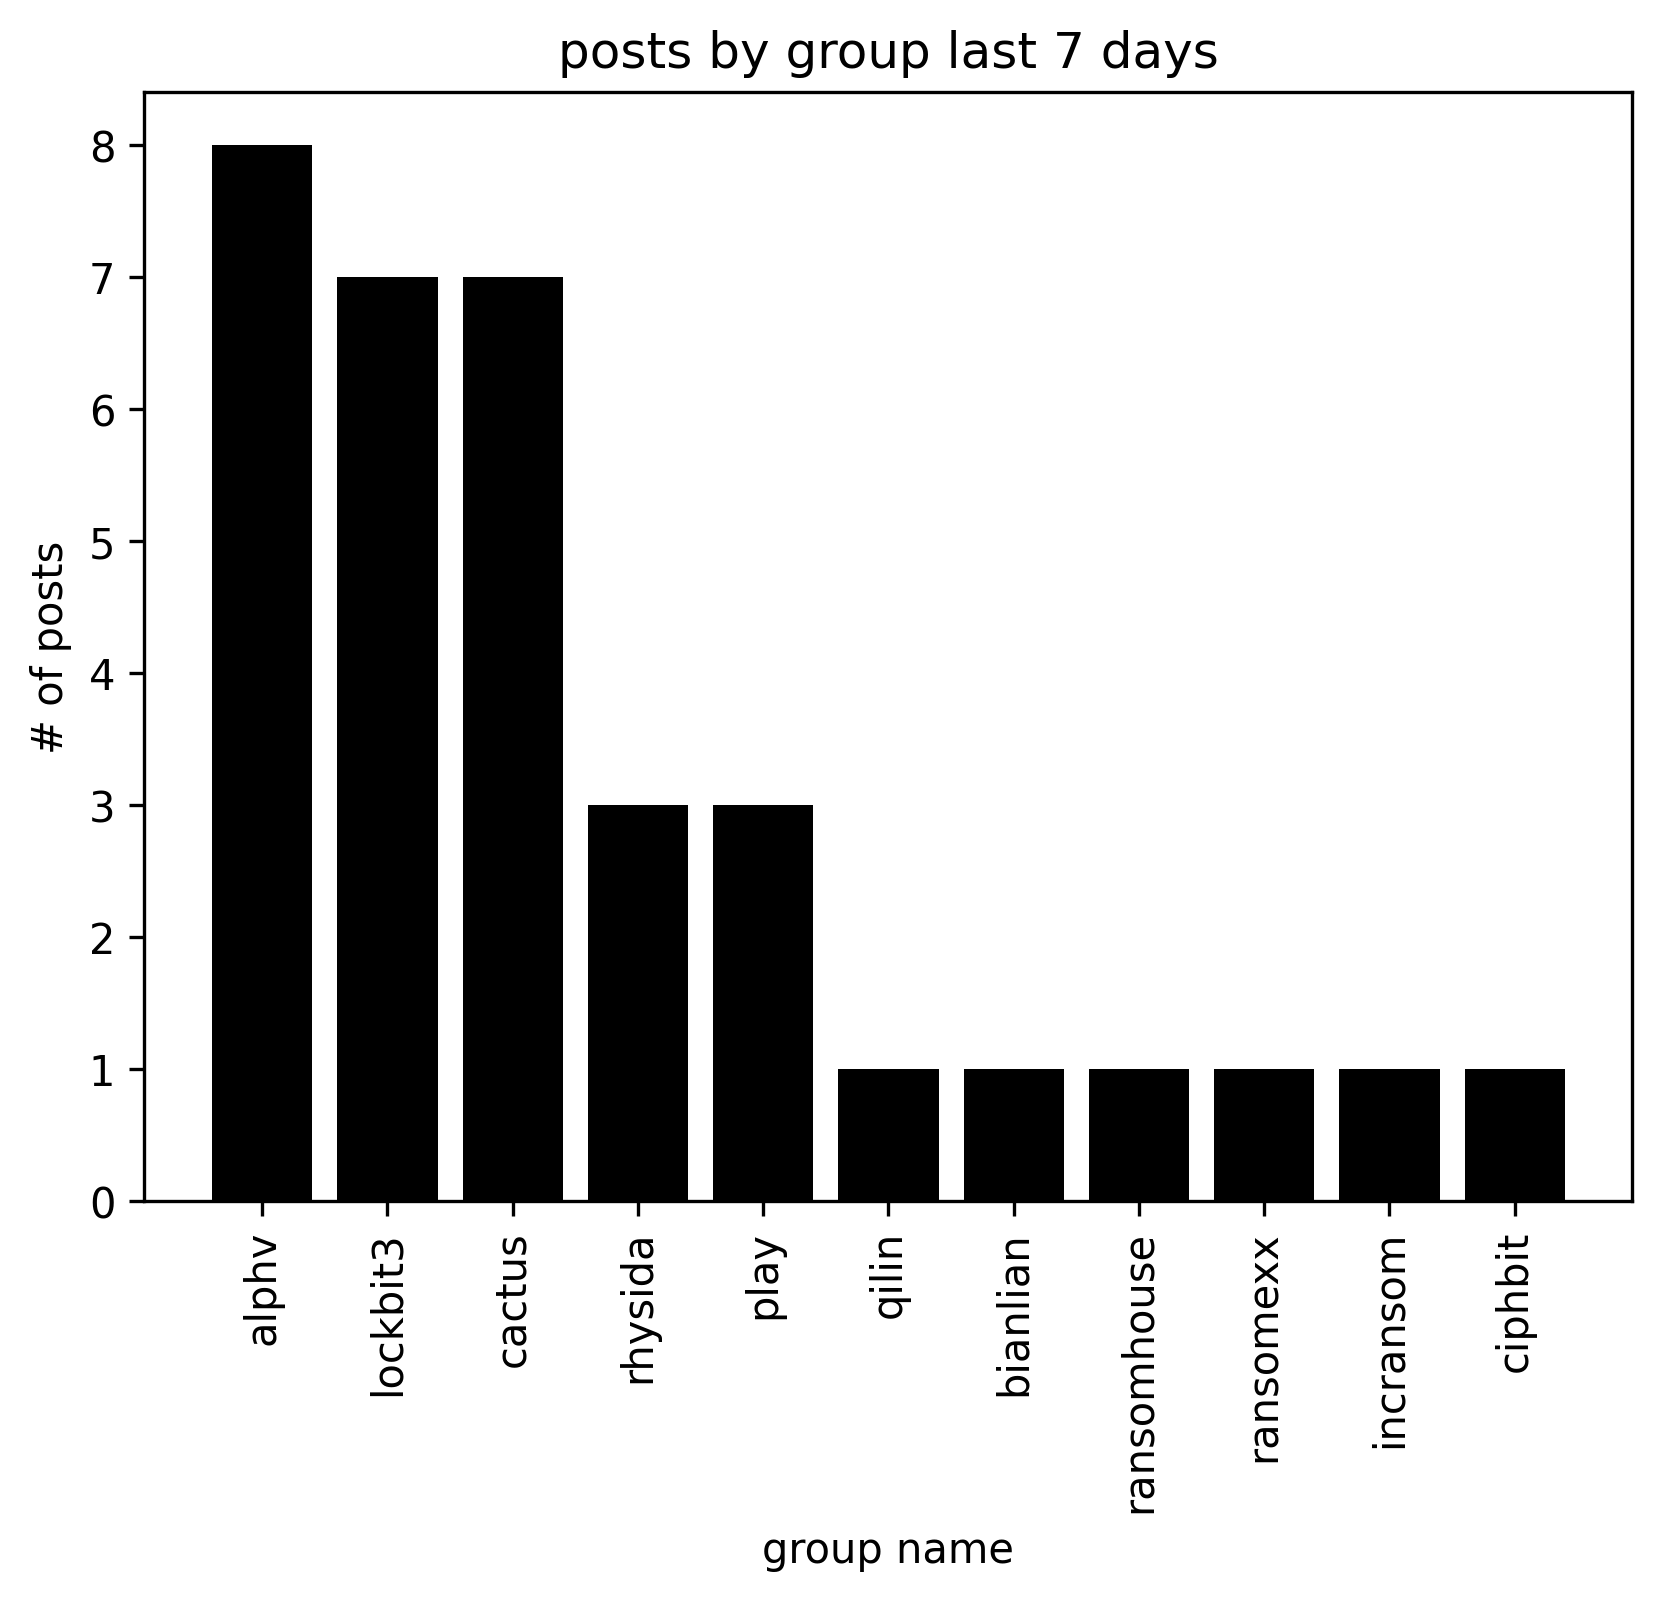 posts by group last 7 days
# of posts
8
7
6
5
4
3
2
1
0
alphv
lockbit3
cactus
rhysida
play
qilin
bianlian
ransomhouse
ransomexx
incransom
ciphbit
group name